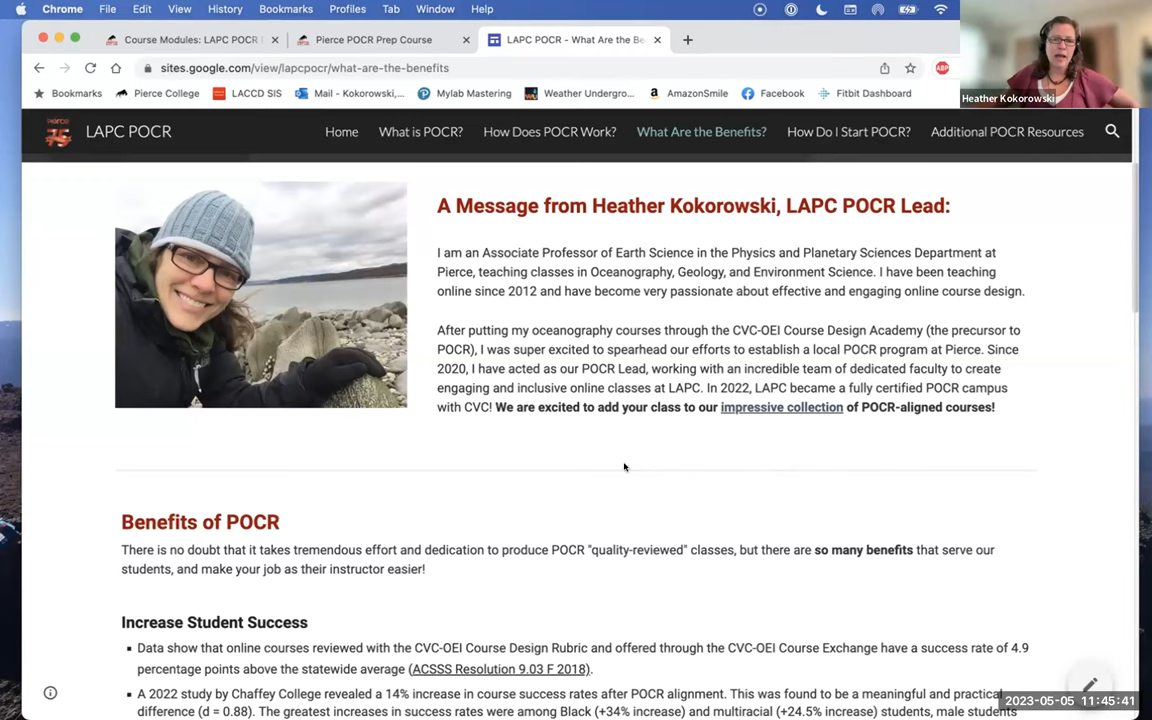 Chrome File Edit View History Bookmarks Profiles Tab Window Help
Course Modules: LAPC POCR
Pierce POCR Prep Course
LAPC POCR - What Are the Be
sites.google.com/view/lapcpocr/what-are-the-benefits
ABP
Bookmarks Pierce College LACCD SIS Mail - Kokorowski,... Mylab Mastering Weather Undergro... AmazonSmile Facebook Fitbit Dashboard
Heather Kokorowski
LAPC POCR
Home What is POCR? How Does POCR Work? What Are the Benefits? How Do I Start POCR? Additional POCR Resources
A Message from Heather Kokorowski, LAPC POCR Lead:
I am an Associate Professor of Earth Science in the Physics and Planetary Sciences Department at
Pierce, teaching classes in Oceanography, Geology, and Environment Science. I have been teaching
online since 2012 and have become very passionate about effective and engaging online course design.
After putting my oceanography courses through the CVC-OEI Course Design Academy (the precursor to
POCR), I was super excited to spearhead our efforts to establish a local POCR program at Pierce. Since
2020, I have acted as our POCR Lead, working with an incredible team of dedicated faculty to create
engaging and inclusive online classes at LAPC. In 2022, LAPC became a fully certified POCR campus
with CVC! We are excited to add your class to our impressive collection of POCR-aligned courses!
Benefits of POCR
There is no doubt that it takes tremendous effort and dedication to produce POCR "quality-reviewed" classes, but there are so many benefits that serve our
students, and make your job as their instructor easier!
Increase Student Success
▪ Data show that online courses reviewed with the CVC-OEI Course Design Rubric and offered through the CVC-OEI Course Exchange have a success rate of 4.9
percentage points above the statewide average (ACSSS Resolution 9.03 F 2018).
▪ A 2022 study by Chaffey College revealed a 14% increase in course success rates after POCR alignment. This was found to be a meaningful and practical
difference (d = 0.88). The greatest increases in success rates were among Black (+34% increase) and multiracial (+24.5% increase) students, male students
2023-05-05 11:45:41